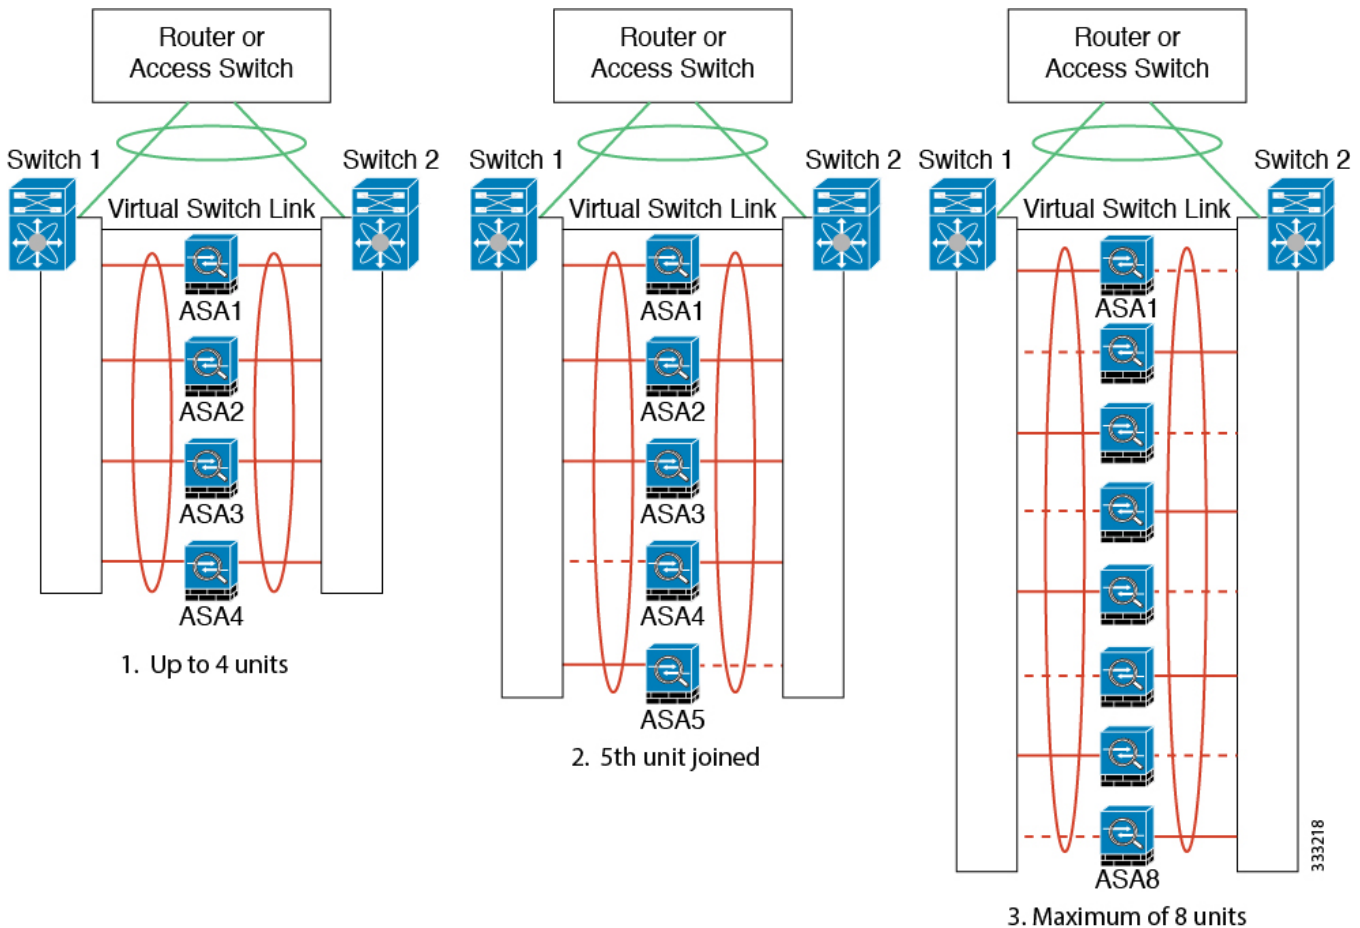 Router or
Access Switch
Switch 1
Switch 2
Virtual Switch Link
ASA1
ASA2
ASA3
ASA4
1. Up to 4 units
Router or
Access Switch
Switch 1
Switch 2
Virtual Switch Link
ASA1
ASA2
ASA3
ASA4
ASA5
2. 5th unit joined
Router or
Access Switch
Switch 1
Switch 2
Virtual Switch Link
ASA1
ASA8
3. Maximum of 8 units
333218